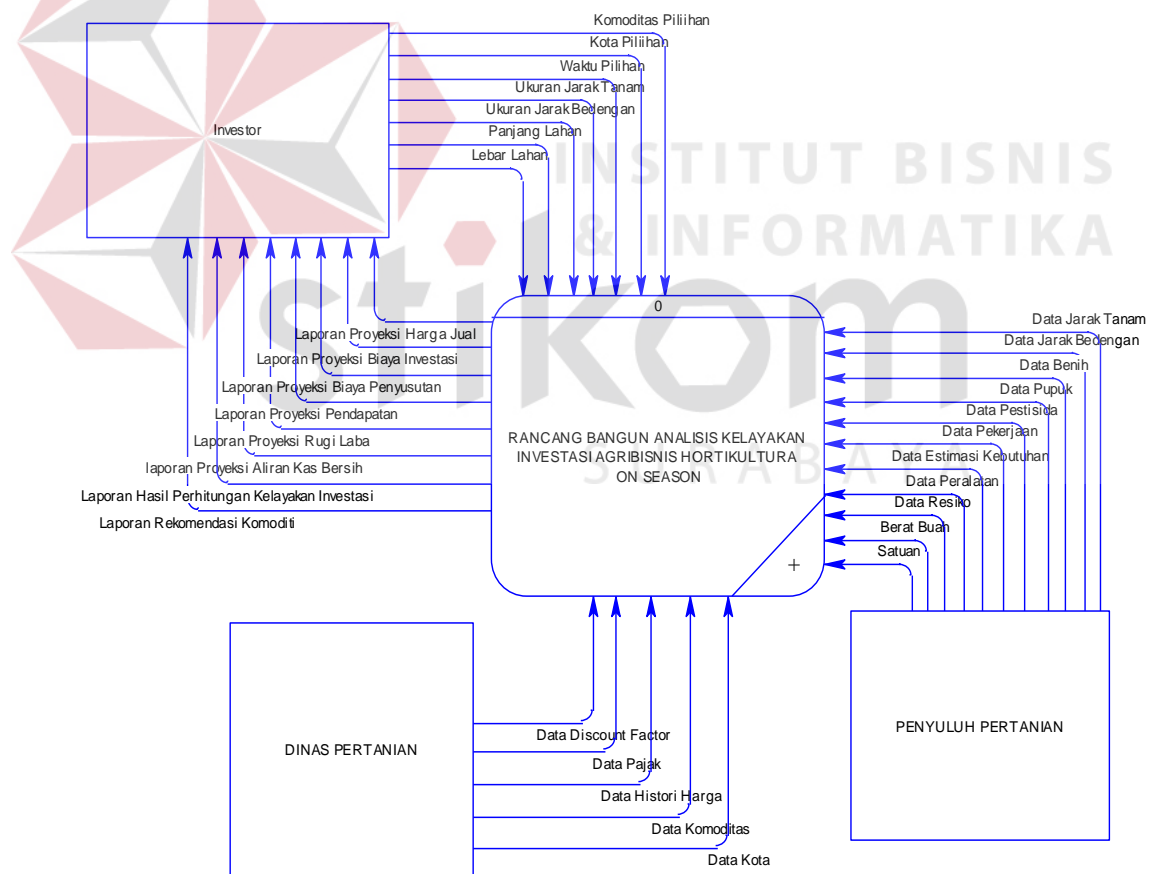 Komoditas Piliihan
Kota Piliihan
Waktu Pilihan
Ukuran Jarak Tanam
Ukuran Jarak Bedengan
Panjang Lahan
Lebar Lahan
Investor
INSTITUT BISNIS
& INFORMATIKA
stikom
SURABAYA
0
RANCANG BANGUN ANALISIS KELAYAKAN
INVESTASI AGRIBISNIS HORTIKULTURA
ON SEASON
+
Laporan Proyeksi Harga Jual
Laporan Proyeksi Biaya Investasi
Laporan Proyeksi Biaya Penyusutan
Laporan Proyeksi Pendapatan
Laporan Proyeksi Rugi Laba
laporan Proyeksi Aliran Kas Bersih
Laporan Hasil Perhitungan Kelayakan Investasi
Laporan Rekomendasi Komoditi
Data Jarak Tanam
Data Jarak Bedengan
Data Benih
Data Pupuk
Data Pestisida
Data Pekerjaan
Data Estimasi Kebutuhan
Data Peralatan
Data Resiko
Berat Buah
Satuan
PENYULUH PERTANIAN
DINAS PERTANIAN
Data Discount Factor
Data Pajak
Data Histori Harga
Data Komoditas
Data Kota